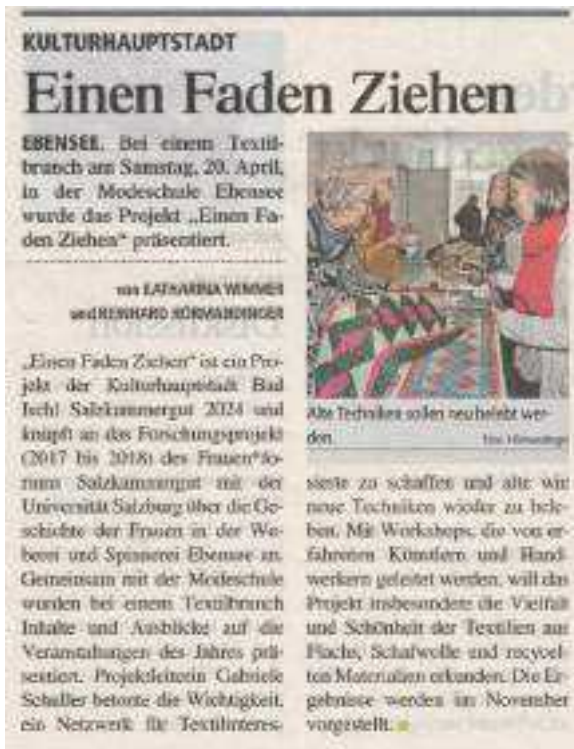 KULTURHAUPTSTADT
Einen Faden Ziehen
EBENSEE. Bei einem Textil-
brunch am Samstag, 20. April,
in der Modeschule Ebensee
wurde das Projekt „Einen Fa-
den Ziehen“ präsentiert.
von KATHARINA WIMMER
und REINHARD HÖRMANDINGER
„Einen Faden Ziehen“ ist ein Pro-
jekt der Kulturhauptstadt Bad
Ischl Salzkammergut 2024 und
knüpft an das Forschungsprojekt
(2017 bis 2018) des Frauen*fo-
rum Salzkammergut mit der
Universität Salzburg über die Ge-
schichte der Frauen in der We-
berei und Spinnerei Ebensee an.
Gemeinsam mit der Modeschule
wurden bei einem Textilbrunch
Inhalte und Ausblicke auf die
Veranstaltungen des Jahres prä-
sentiert. Projektleiterin Gabriele
Schaller betonte die Wichtigkeit,
ein Netzwerk für Textilinteres-
Alte Techniken sollen neu belebt wer-
den.
Foto: Hörmandinger
sierte zu schaffen und alte wie
neue Techniken wieder zu bele-
ben. Mit Workshops, die von er-
fahrenen Künstlern und Hand-
werkern geleitet werden, will das
Projekt insbesondere die Vielfalt
und Schönheit der Textilien aus
Flachs, Schafwolle und recycel-
ten Materialien erkunden. Die Er-
gebnisse werden im November
vorgestellt.